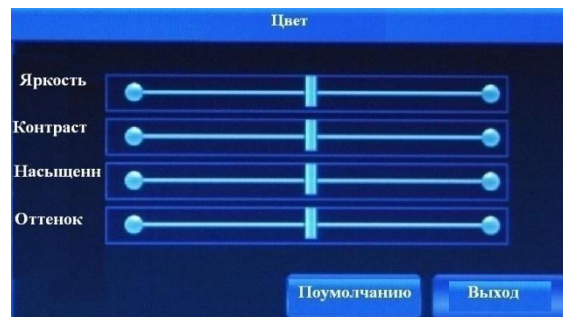 Цвет
Яркость
Контраст
Насыщенн
Оттенок
Поумолчанию
Выход